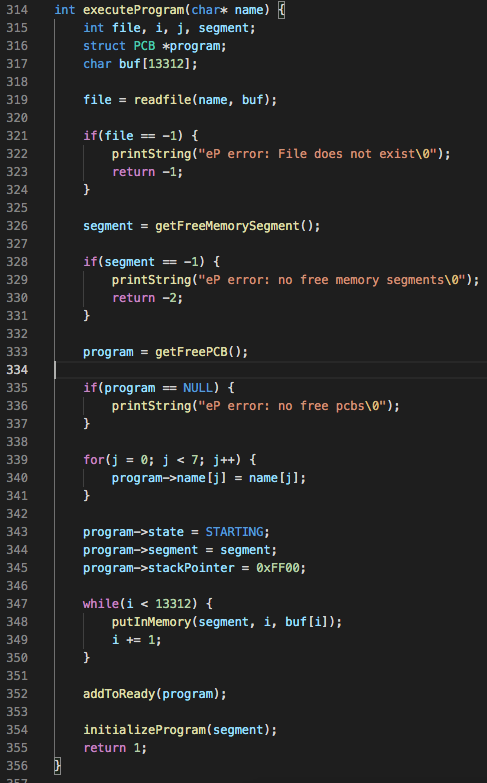 314 int executeProgram(char* name) {
315     int file, i, j, segment;
316     struct PCB *program;
317     char buf[13312];
318
319     file = readfile(name, buf);
320
321     if(file == -1) {
322         printString("eP error: File does not exist\0");
323         return -1;
324     }
325
326     segment = getFreeMemorySegment();
327
328     if(segment == -1) {
329         printString("eP error: no free memory segments\0");
330         return -2;
331     }
332
333     program = getFreePCB();
334
335     if(program == NULL) {
336         printString("eP error: no free pcbs\0");
337     }
338
339     for(j = 0; j < 7; j++) {
340         program->name[j] = name[j];
341     }
342
343     program->state = STARTING;
344     program->segment = segment;
345     program->stackPointer = 0xFF00;
346
347     while(i < 13312) {
348         putInMemory(segment, i, buf[i]);
349         i += 1;
350     }
351
352     addToReady(program);
353
354     initializeProgram(segment);
355     return 1;
356 }
357